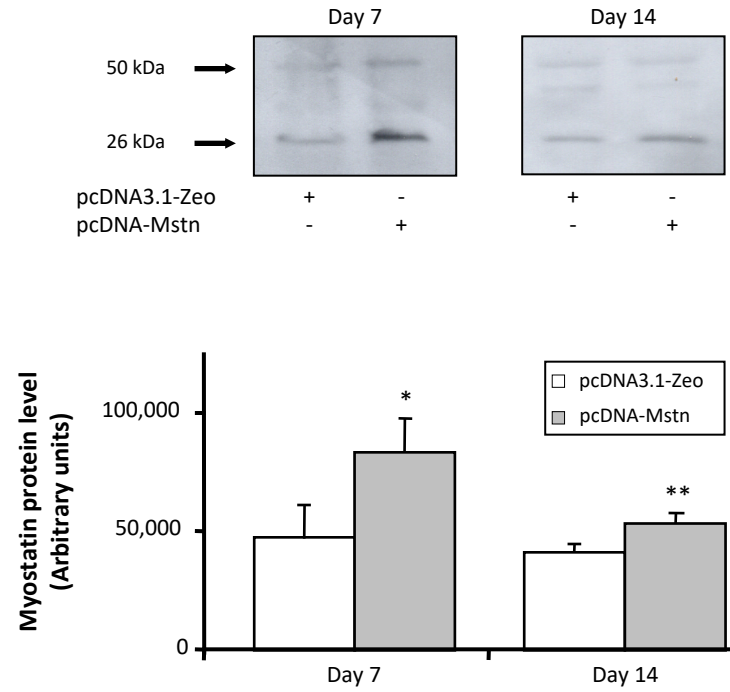 Day 7 Day 14
50 kDa
26 kDa
pcDNA3.1-Zeo + - + -
pcDNA-Mstn - + - +
Myostatin protein level
(Arbitrary units)
100,000
50,000
0
*
**
pcDNA3.1-Zeo
pcDNA-Mstn
Day 7 Day 14